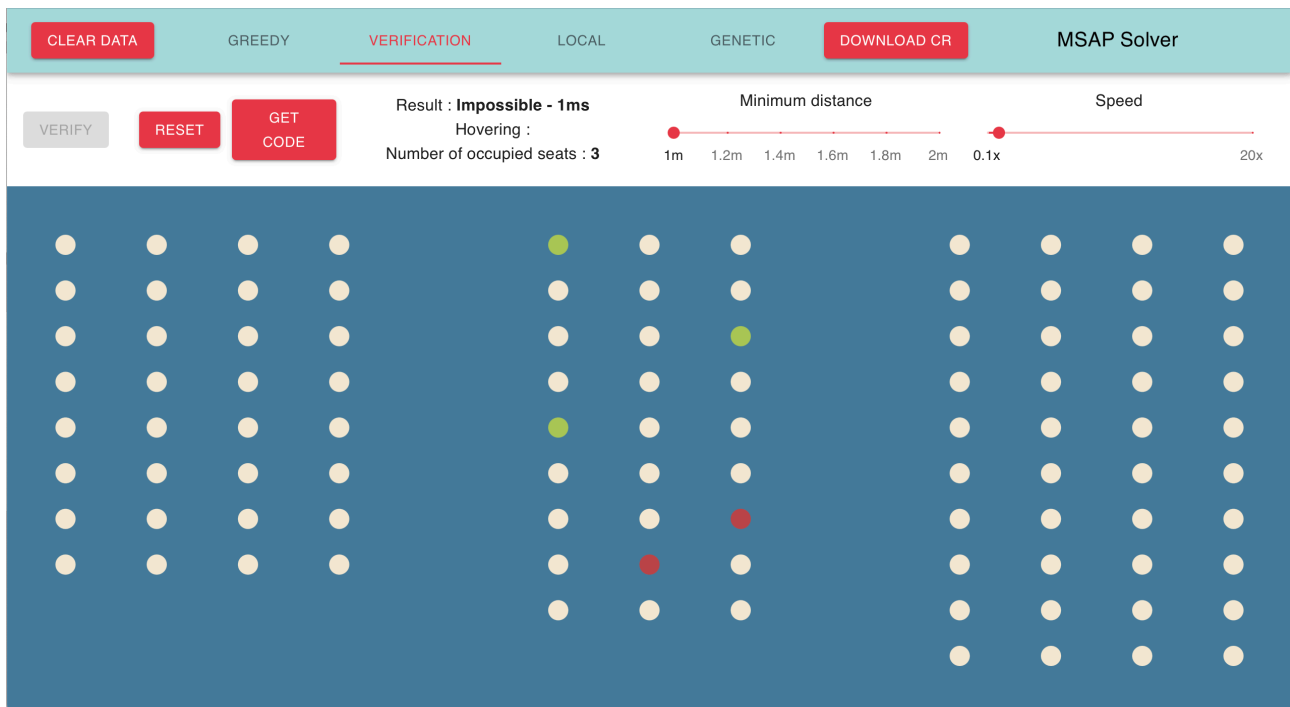 CLEAR DATA GREEDY VERIFICATION LOCAL GENETIC DOWNLOAD CR MSAP Solver
VERIFY
RESET
GET
CODE
Result : Impossible - 1ms
Hovering :
Number of occupied seats : 3
Minimum distance
1m 1.2m 1.4m 1.6m 1.8m 2m
Speed
0.1x 20x